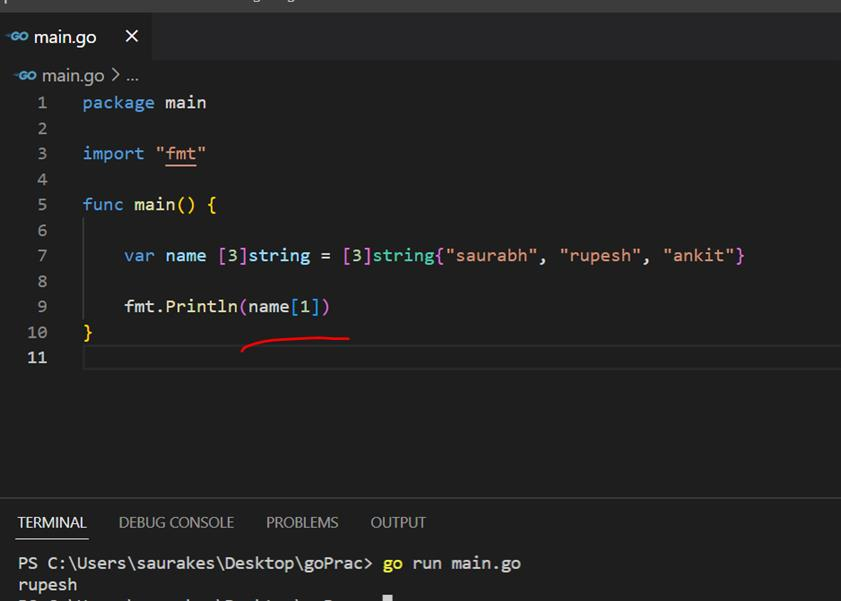 GO main.go ×
GO main.go > ...
1 package main
2
3 import "fmt"
4
5 func main() {
6
7 var name [3]string = [3]string{"saurabh", "rupesh", "ankit"}
8
9 fmt.Println(name[1])
10 }
11
TERMINAL DEBUG CONSOLE PROBLEMS OUTPUT
PS C:\Users\saurakes\Desktop\goPrac> go run main.go
rupesh